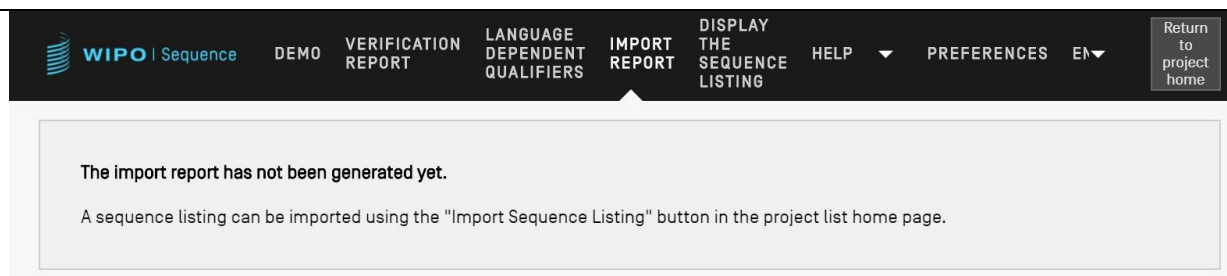 WIPO | Sequence
DEMO
VERIFICATION
REPORT
LANGUAGE
DEPENDENT
QUALIFIERS
IMPORT
REPORT
DISPLAY
THE
SEQUENCE
LISTING
HELP
PREFERENCES
EN
Return
to
project
home
The import report has not been generated yet.
A sequence listing can be imported using the "Import Sequence Listing" button in the project list home page.